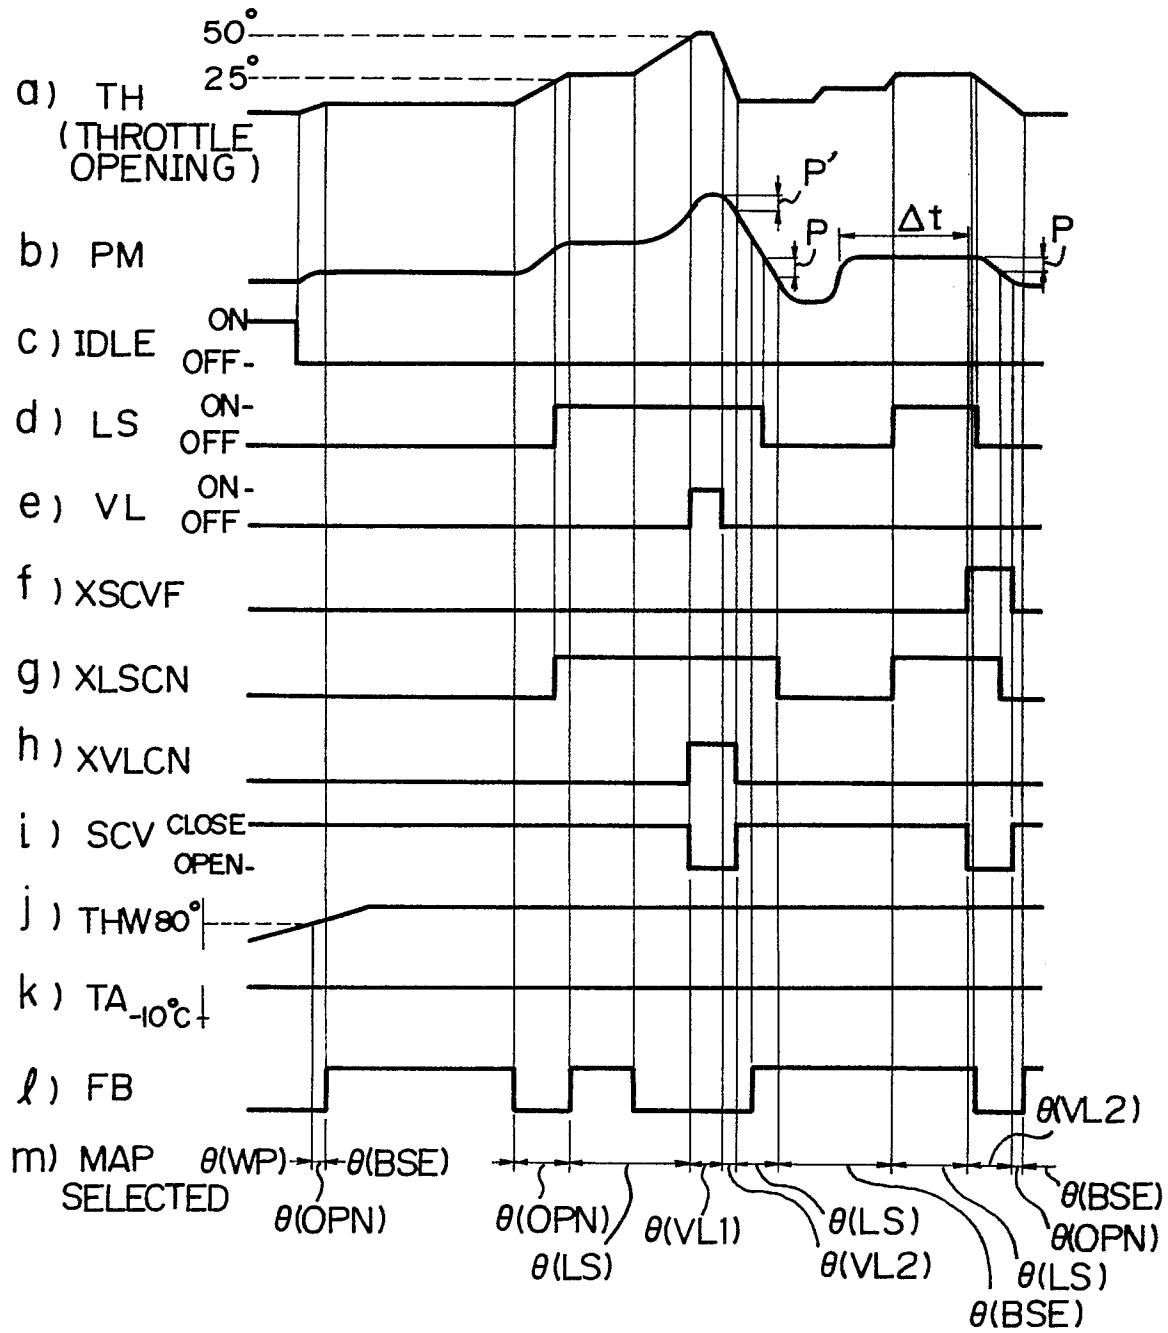 50°
25°
a) TH
(THROTTLE
OPENING)
P'
b) PM
P
Δt
P
c) IDLE
ON
OFF
d) LS
ON
OFF
e) VL
ON
OFF
f) XSCVF
g) XLSCN
h) XVLCN
i) SCV
CLOSE
OPEN
j) THW 80°
k) TA -10°C
ℓ) FB
m) MAP
SELECTED
θ(WP)
θ(BSE)
θ(OPN)
θ(OPN)
θ(LS)
θ(VL1)
θ(LS)
θ(VL2)
θ(BSE)
θ(LS)
θ(VL2)
θ(BSE)
θ(OPN)